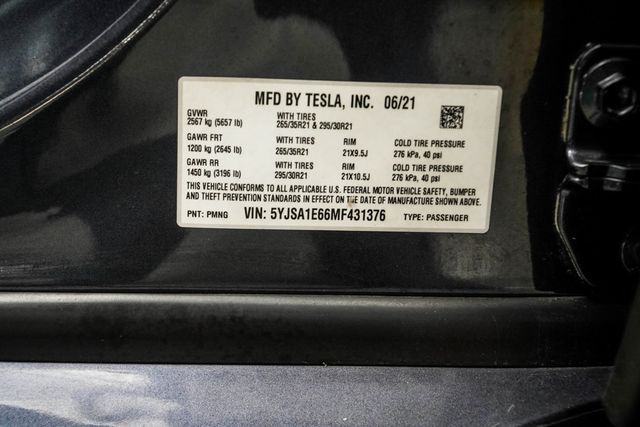 MFD BY TESLA, INC. 06/21
GVWR WITH TIRES
2567 kg (5657 lb) 265/35R21 & 295/30R21
GAWR FRT WITH TIRES RIM COLD TIRE PRESSURE
1200 kg (2645 lb) 265/35R21 21X9.5J 276 kPa, 40 psi
GAWR RR WITH TIRES RIM COLD TIRE PRESSURE
1450 kg (3196 lb) 295/30R21 21X10.5J 276 kPa, 40 psi
THIS VEHICLE CONFORMS TO ALL APPLICABLE U.S. FEDERAL MOTOR VEHICLE SAFETY, BUMPER
AND THEFT PREVENTION STANDARDS IN EFFECT ON THE DATE OF MANUFACTURE SHOWN ABOVE.
PNT: PMNG VIN: 5YJSA1E66MF431376 TYPE: PASSENGER